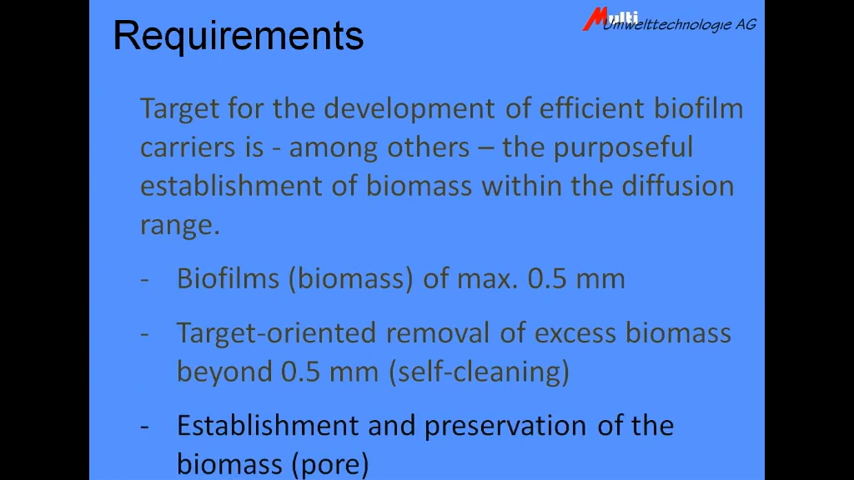 Requirements
Multi
Umwelttechnologie AG
Target for the development of efficient biofilm
carriers is - among others – the purposeful
establishment of biomass within the diffusion
range.
- Biofilms (biomass) of max. 0.5 mm
- Target-oriented removal of excess biomass
beyond 0.5 mm (self-cleaning)
- Establishment and preservation of the
biomass (pore)